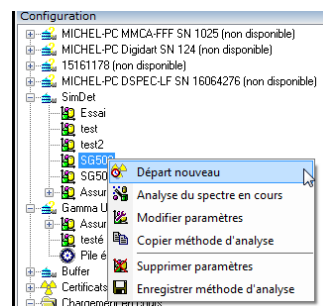 Configuration
MICHEL-PC MMCA-FFF SN 1025 (non disponible)
MICHEL-PC Digidart SN 124 (non disponible)
15161178 (non disponible)
MICHEL-PC DSPEC-LF SN 16064276 (non disponible)
SimDet
Essai
test
test2
SG50
Départ nouveau
SG50
Analyse du spectre en cours
Assur
Gamma U
Modifier paramètres
Assur
Copier méthode d'analyse
testé
Pile é
Supprimer paramètres
Buffer
Certificats
Enregistrer méthode d'analyse
Chargement en cours